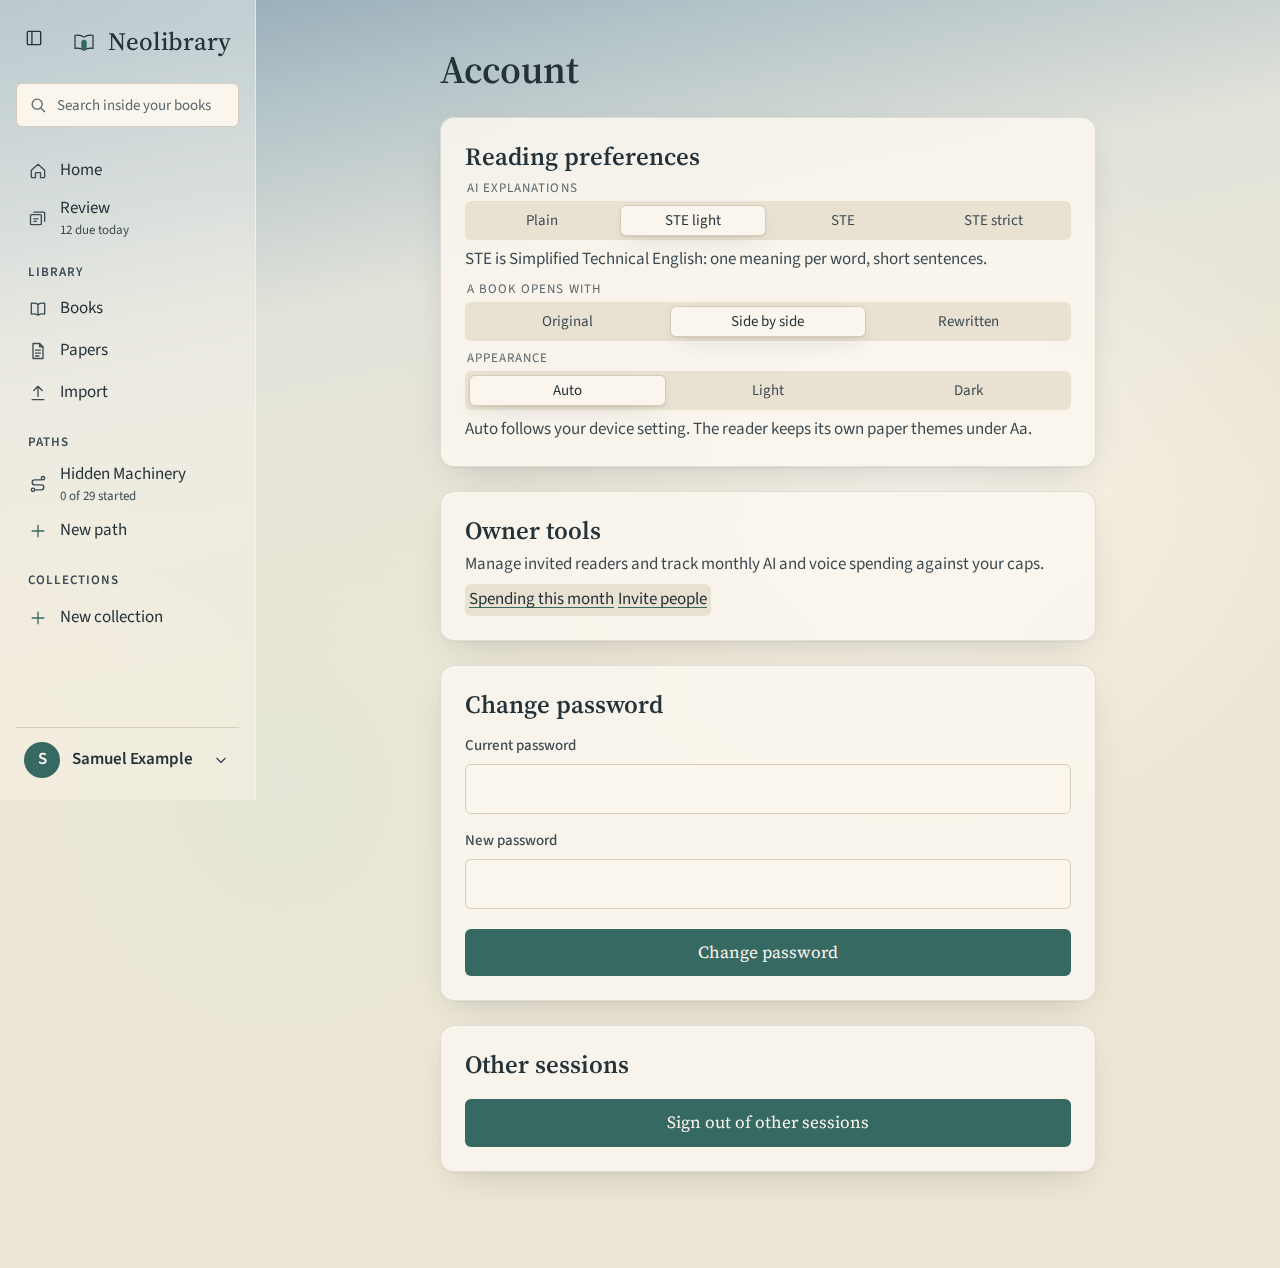 Neolibrary
Search inside your books
Home
Review
12 due today
LIBRARY
Books
Papers
Import
PATHS
Hidden Machinery
0 of 29 started
New path
COLLECTIONS
New collection
S
Samuel Example
Account
Reading preferences
AI EXPLANATIONS
Plain STE light STE STE strict
STE is Simplified Technical English: one meaning per word, short sentences.
A BOOK OPENS WITH
Original Side by side Rewritten
APPEARANCE
Auto Light Dark
Auto follows your device setting. The reader keeps its own paper themes under Aa.
Owner tools
Manage invited readers and track monthly AI and voice spending against your caps.
Spending this month Invite people
Change password
Current password
New password
Change password
Other sessions
Sign out of other sessions